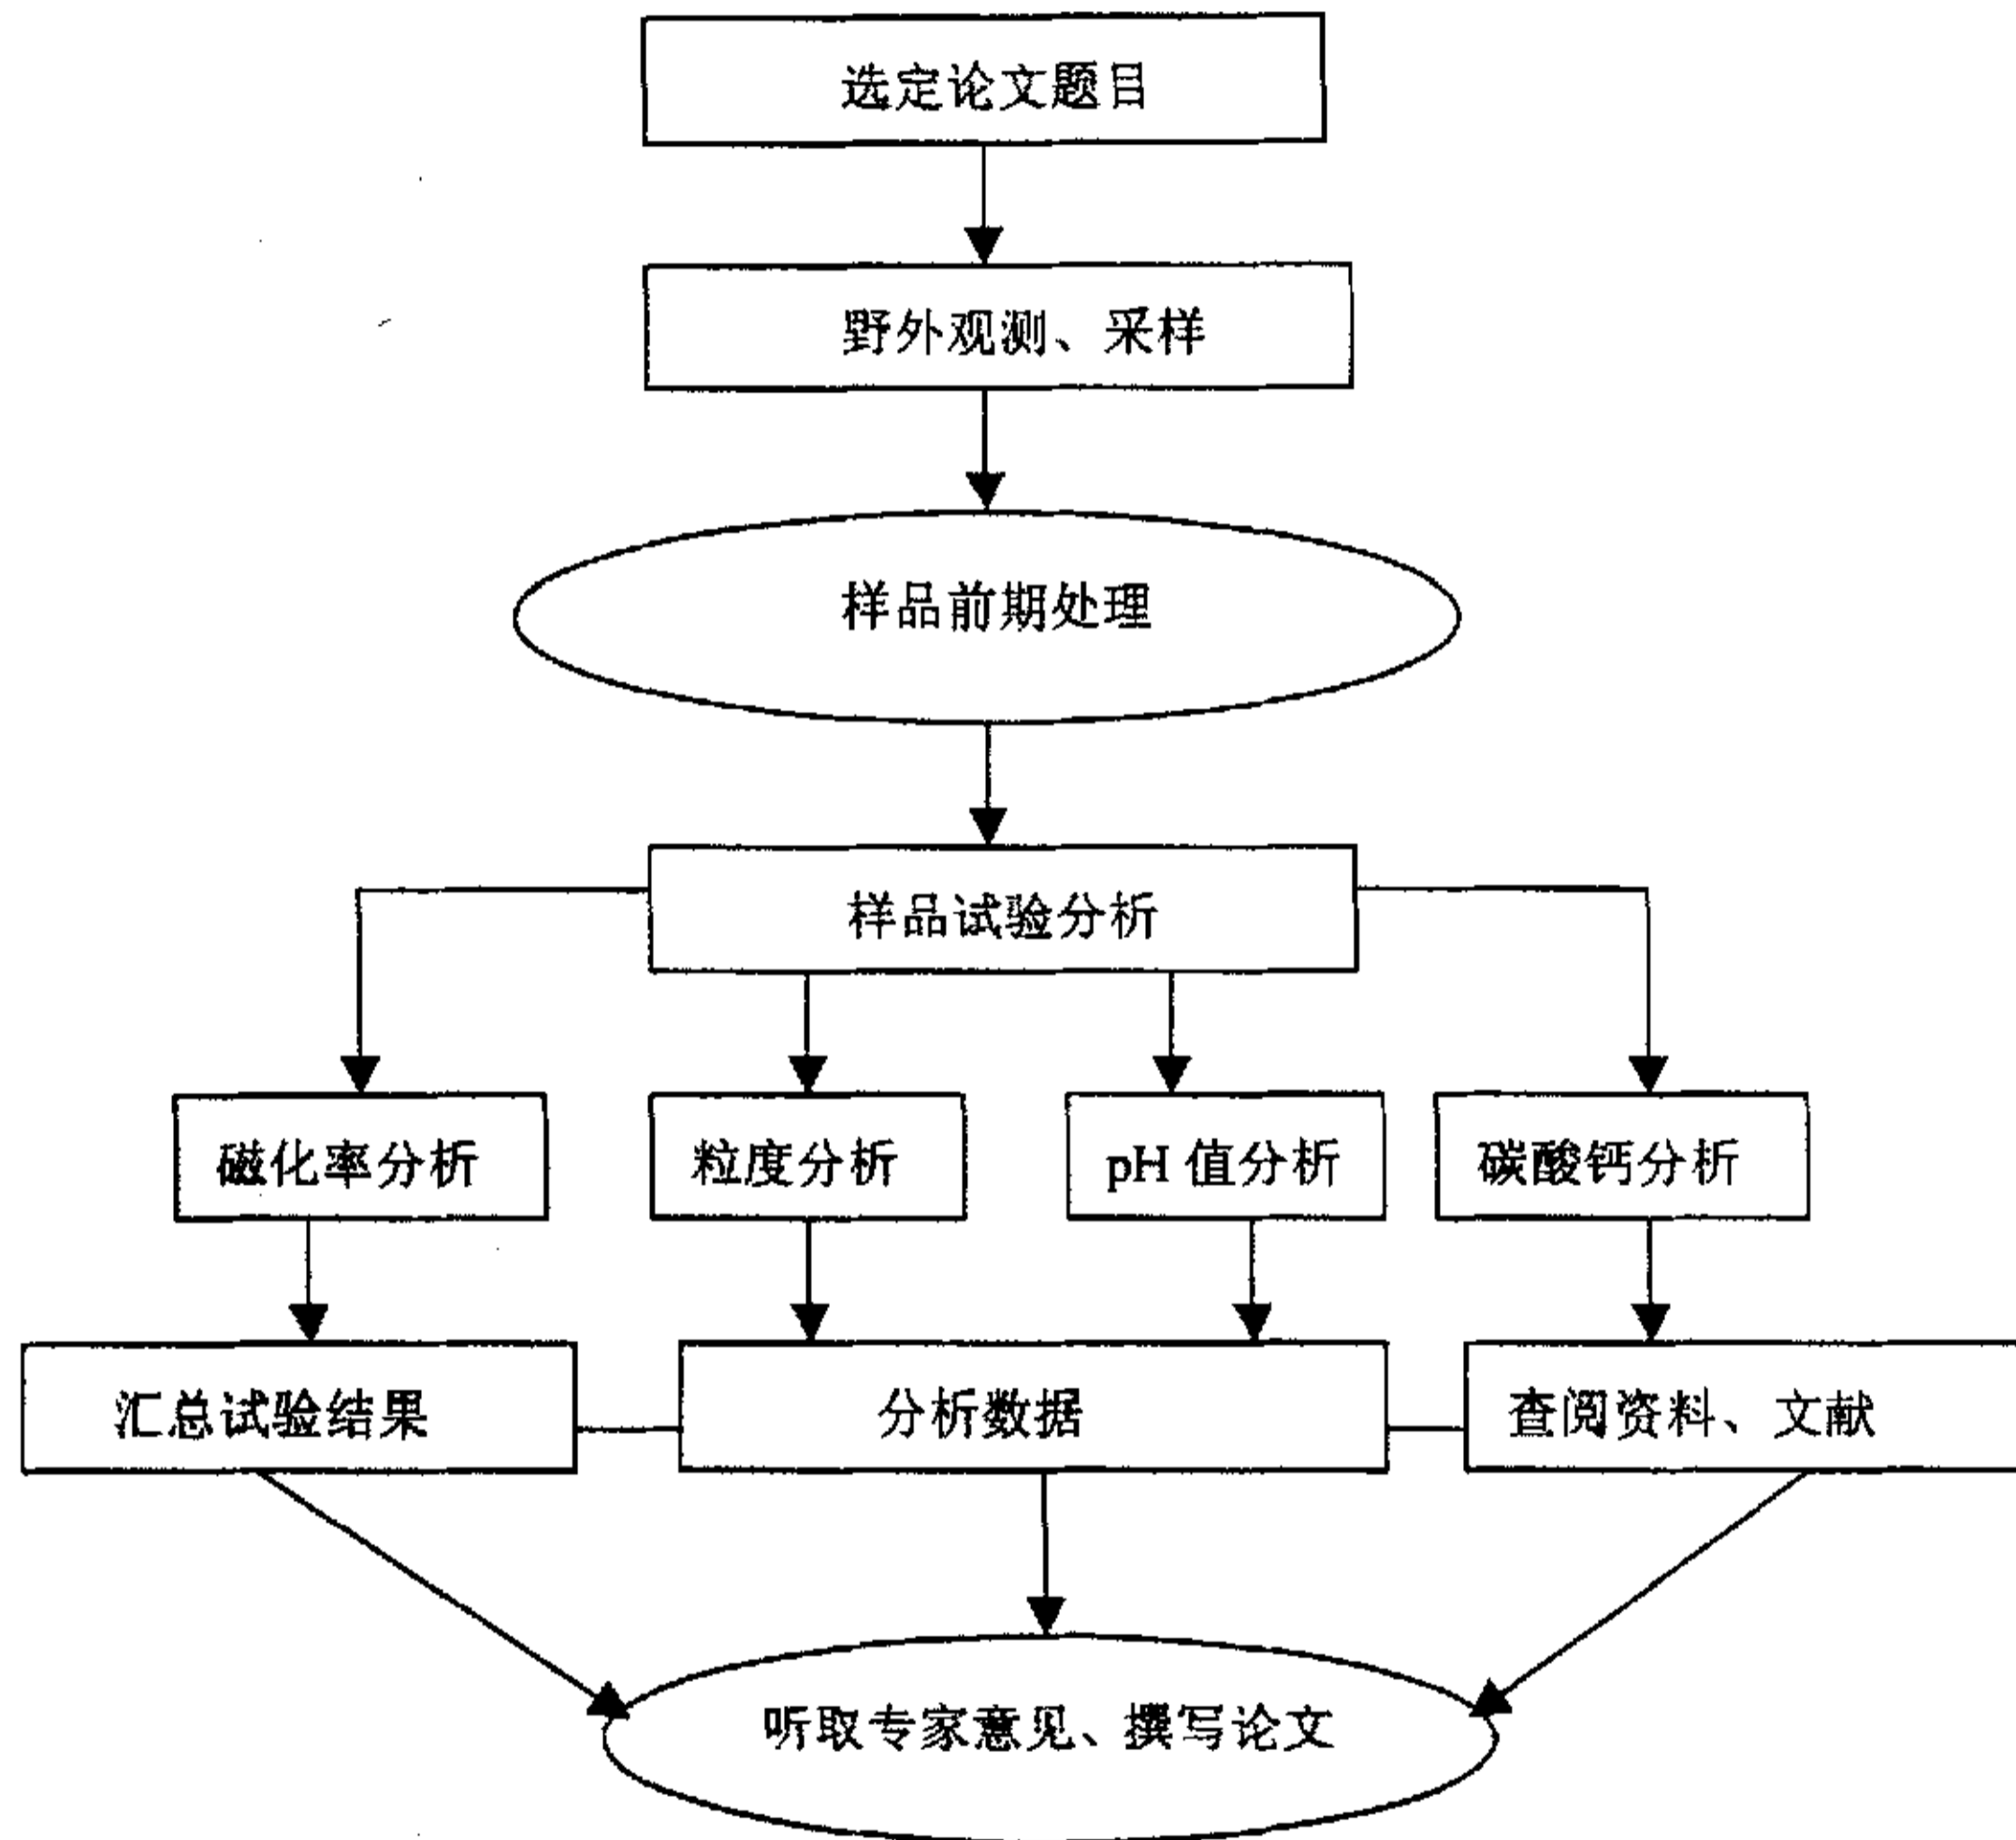 选定论文题目
野外观测、采样
样品前期处理
样品试验分析
磁化率分析
粒度分析
pH 值分析
碳酸钙分析
汇总试验结果
分析数据
查阅资料、文献
听取专家意见、撰写论文